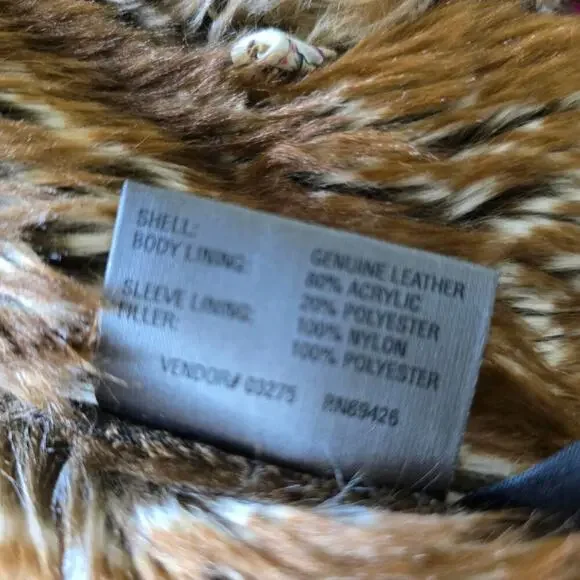 SHELL: GENUINE LEATHER
BODY LINING: 80% ACRYLIC
20% POLYESTER
SLEEVE LINING: 100% NYLON
FILLER: 100% POLYESTER
VENDOR# 03275 RN69426